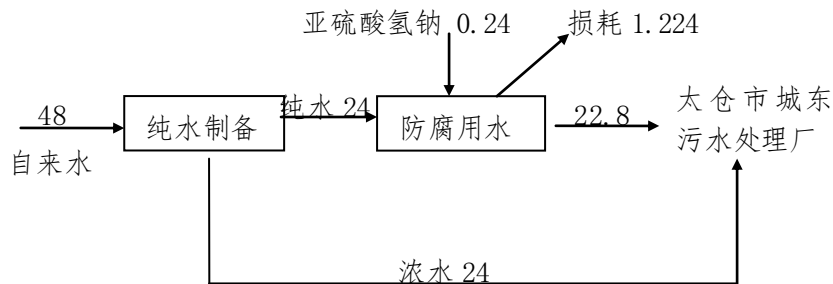 亚硫酸氢钠 0.24
损耗 1.224
48
自来水
纯水制备
纯水 24
防腐用水
22.8
太仓市城东
污水处理厂
浓水 24